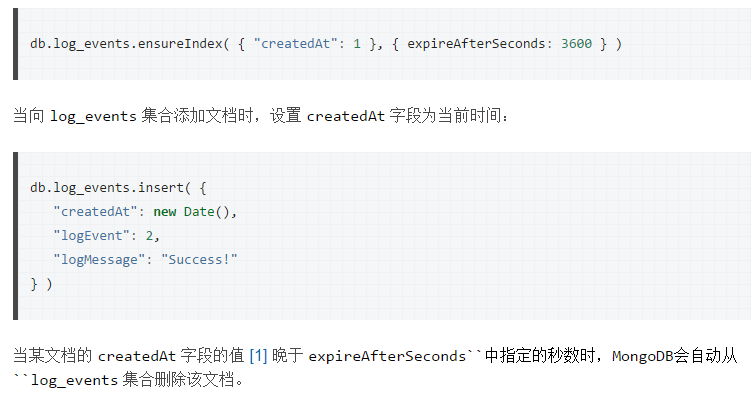 db.log_events.ensureIndex( { "createdAt": 1 }, { expireAfterSeconds: 3600 } )
当向 log_events 集合添加文档时，设置 createdAt 字段为当前时间：
db.log_events.insert( {
   "createdAt": new Date(),
   "logEvent": 2,
   "logMessage": "Success!"
} )
当某文档的 createdAt 字段的值 [1] 晚于 expireAfterSeconds``中指定的秒数时，MongoDB会自动从
``log_events 集合删除该文档。